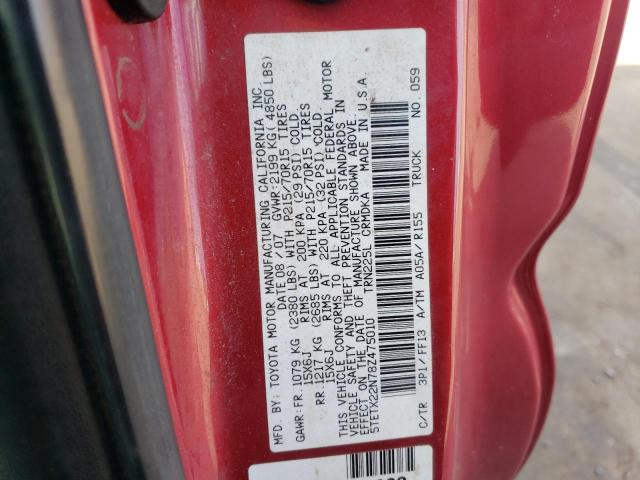 MFD. BY: TOYOTA MOTOR MANUFACTURING CALIFORNIA INC
DATE 08 / 07 GVWR: 2199 KG( 4850 LBS)
GAWR: FR. 1079 KG (2380 LBS) WITH P215/70R15 TIRES
15X6J RIMS AT 200 KPA (29 PSI) COLD
RR. 1217 KG (2685 LBS) WITH P215/70R15 TIRES
15X6J RIMS AT 220 KPA (32 PSI) COLD
THIS VEHICLE CONFORMS TO ALL APPLICABLE FEDERAL MOTOR
VEHICLE SAFETY AND THEFT PREVENTION STANDARDS IN
EFFECT ON THE DATE OF MANUFACTURE SHOWN ABOVE.
5TETX22N78Z475010 TRN225L CRMDKA MADE IN U.S.A.
C/TR 3P1/ FF13 A/TM A05A/ R155 TRUCK NO. 059